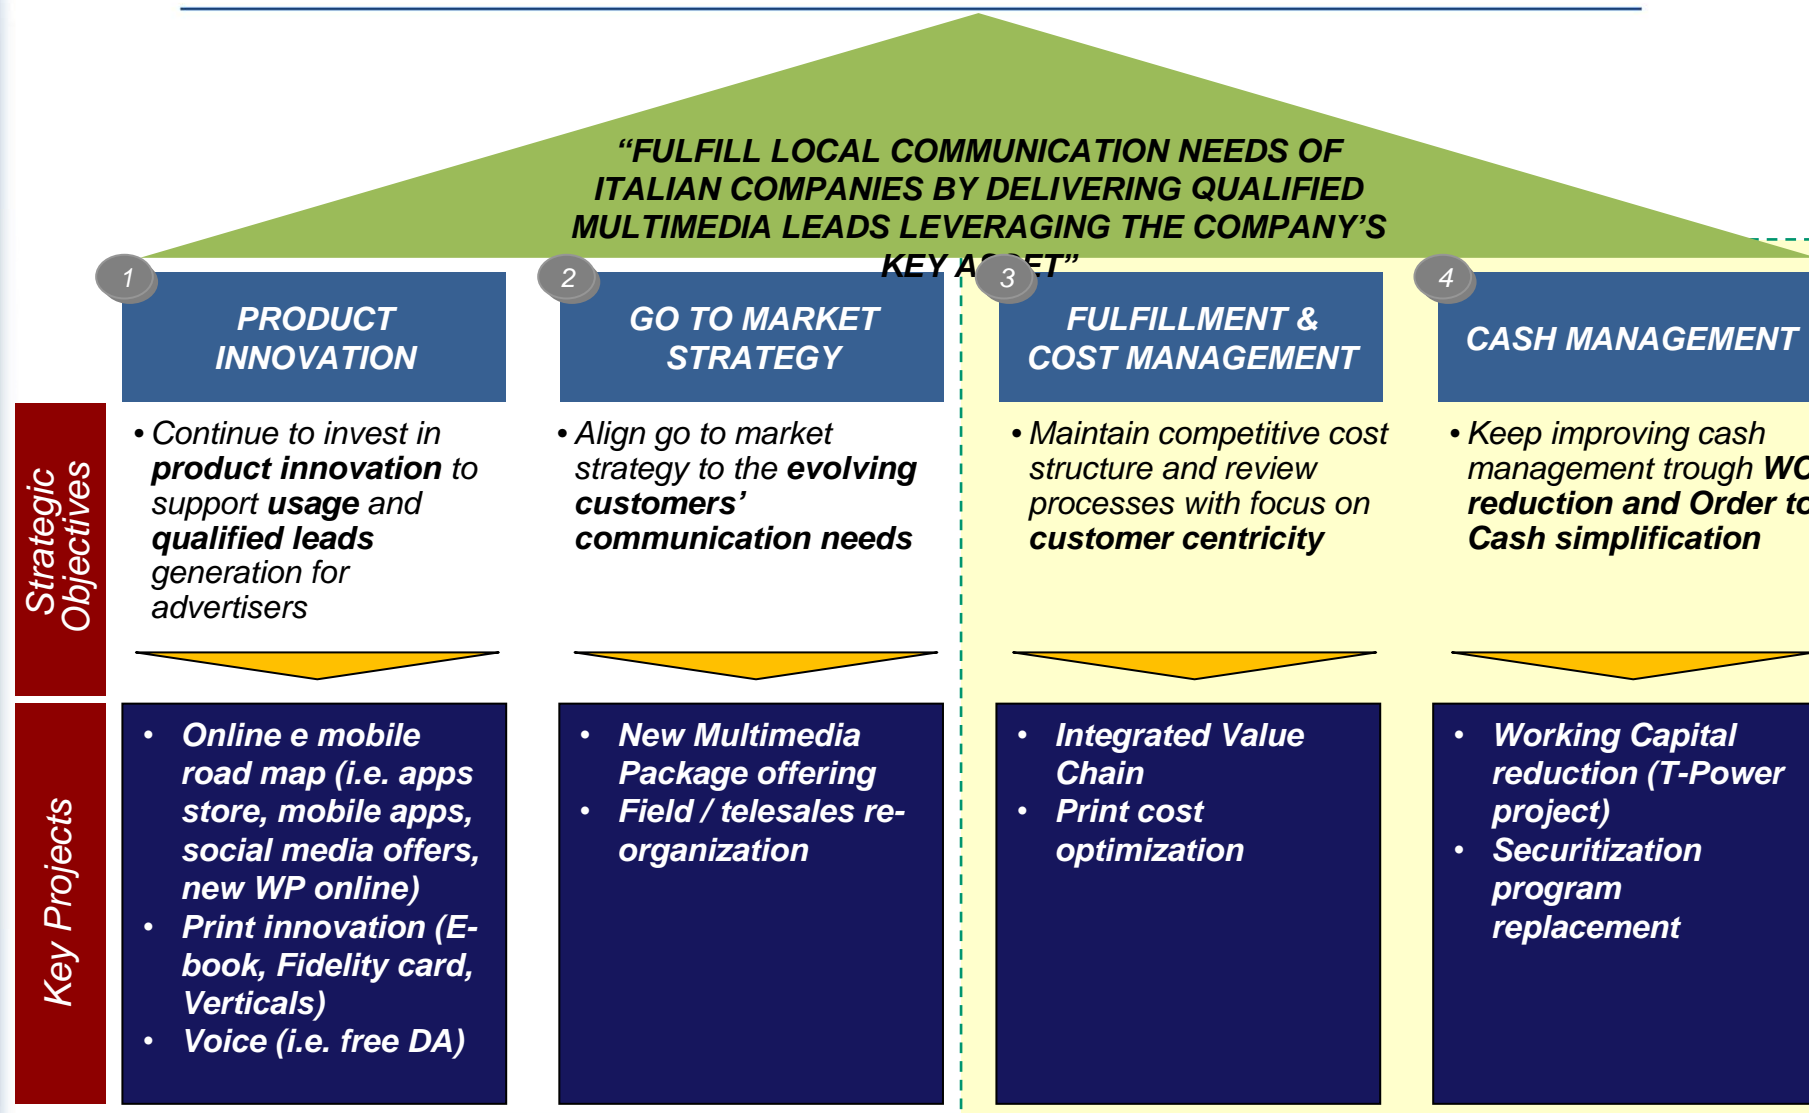 “FULFILL LOCAL COMMUNICATION NEEDS OF
ITALIAN COMPANIES BY DELIVERING QUALIFIED
MULTIMEDIA LEADS LEVERAGING THE COMPANY’S
KEY ASSET”
1
PRODUCT
INNOVATION
2
GO TO MARKET
STRATEGY
3
FULFILLMENT &
COST MANAGEMENT
4
CASH MANAGEMENT
Strategic
Objectives
• Continue to invest in
product innovation to
support usage and
qualified leads
generation for
advertisers
• Align go to market
strategy to the evolving
customers’
communication needs
• Maintain competitive cost
structure and review
processes with focus on
customer centricity
• Keep improving cash
management trough WC
reduction and Order to
Cash simplification
Key Projects
• Online e mobile
road map (i.e. apps
store, mobile apps,
social media offers,
new WP online)
• Print innovation (E-
book, Fidelity card,
Verticals)
• Voice (i.e. free DA)
• New Multimedia
Package offering
• Field / telesales re-
organization
• Integrated Value
Chain
• Print cost
optimization
• Working Capital
reduction (T-Power
project)
• Securitization
program
replacement